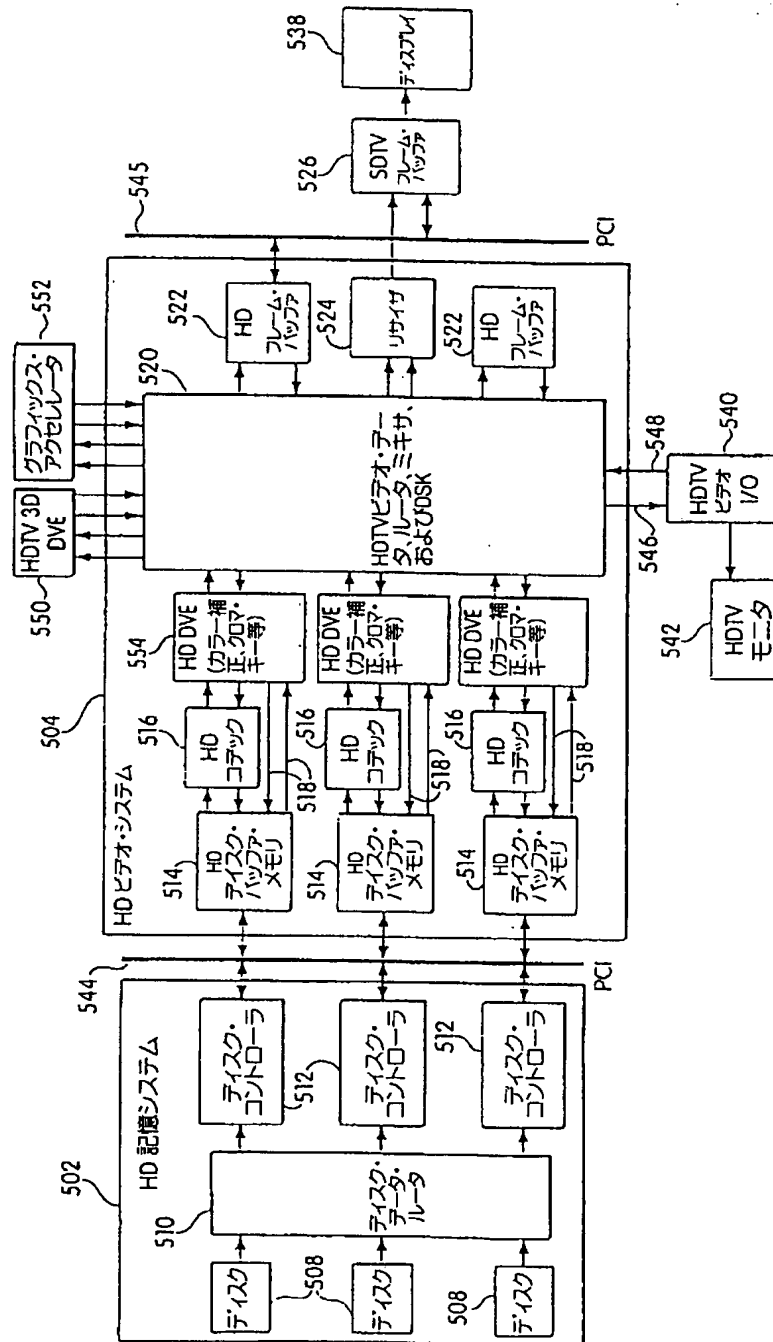 502
HD 記憶システム
508
ディスク
508
ディスク
508
ディスク
510
ディスク・
データ・
ルータ
512
ディスク・
コントローラ
ディスク・
コントローラ
512
ディスク・
コントローラ
544
PCI
504
HD ビデオ・システム
514
HD
ディスク・
バッファ・
メモリ
514
HD
ディスク・
バッファ・
メモリ
514
HD
ディスク・
バッファ・
メモリ
516
HD
コデック
516
HD
コデック
516
HD
コデック
518
518
518
554
HD DVE
(カラー補
正、クロマ・
キー等)
HD DVE
(カラー補
正、クロマ・
キー等)
HD DVE
(カラー補
正、クロマ・
キー等)
550
HDTV 3D
DVE
552
グラフィックス・
アクセレレータ
520
HDTVビデオ・デー
タ、ルータ、ミキサ、
およびDSK
522
HD
フレーム・
バッファ
524
リサイザ
522
HD
フレーム・
バッファ
545
PCI
526
SDTV
フレーム・
バッファ
538
ディスプレイ
546
548
540
HDTV
ビデオ
I/O
542
HDTV
モニタ